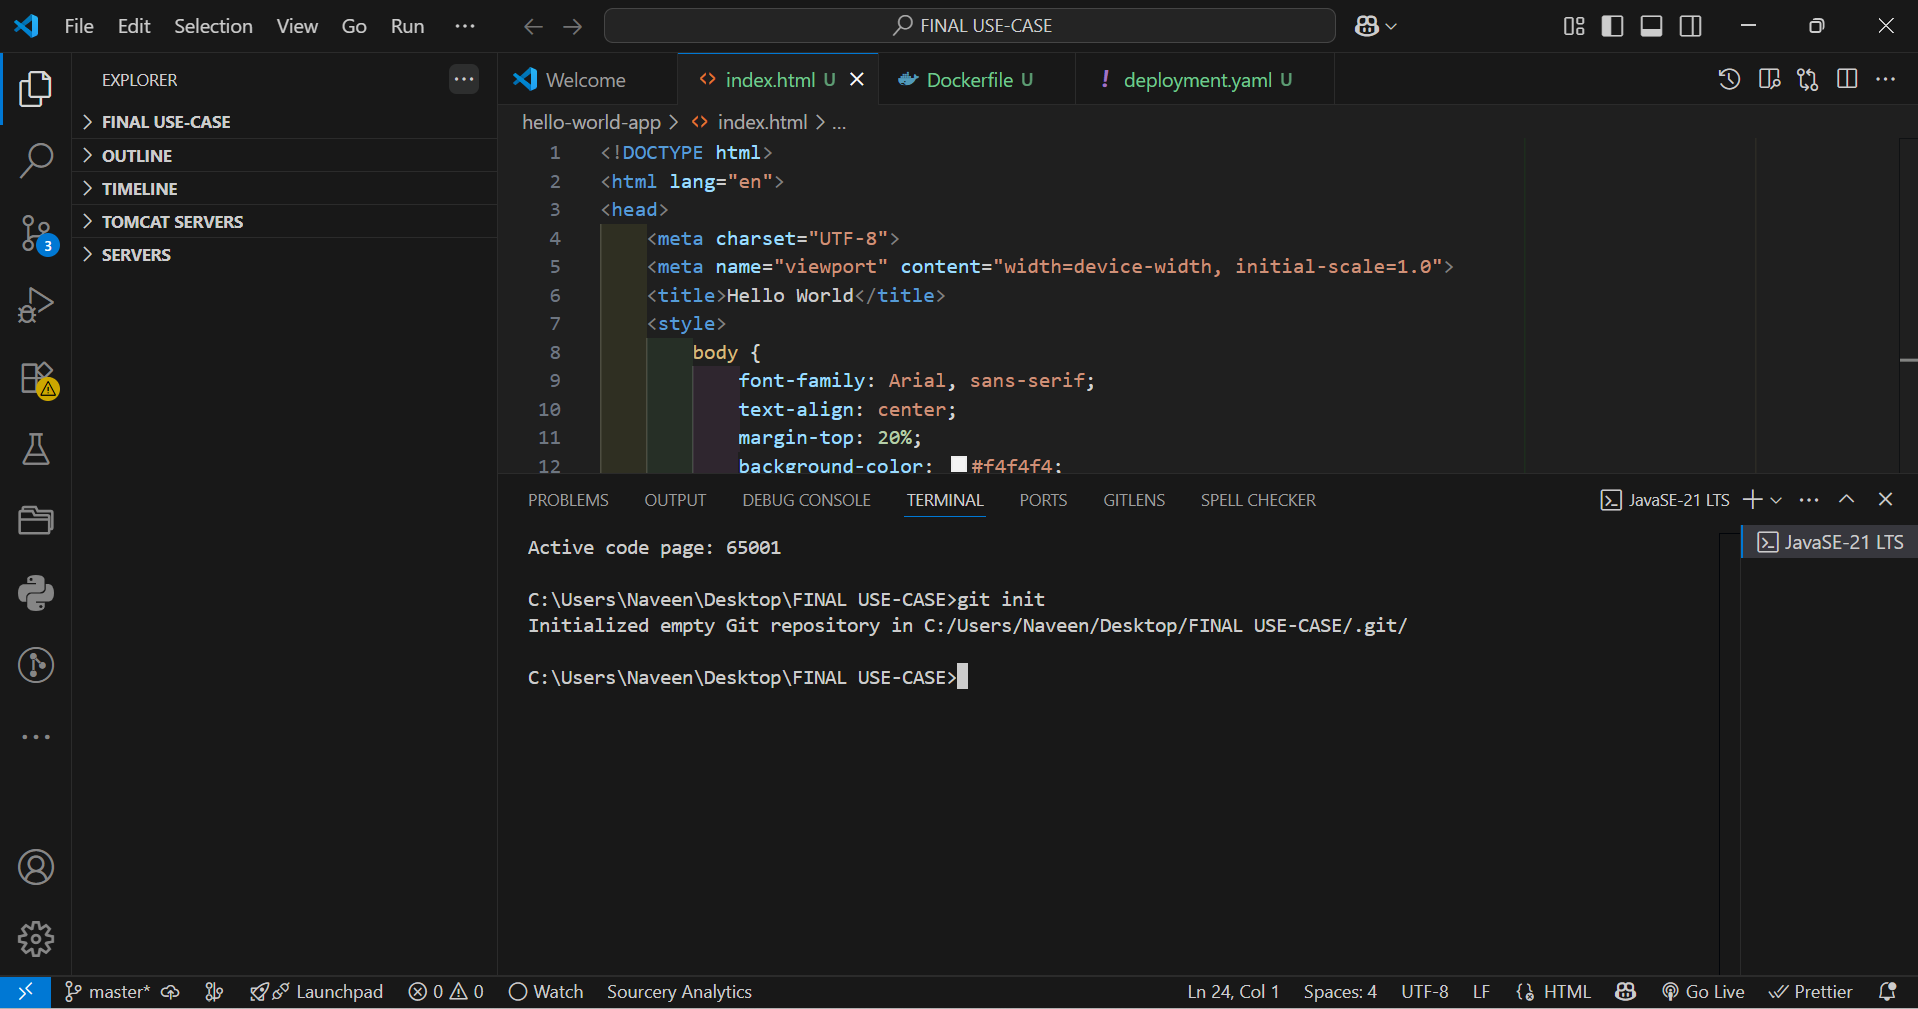 File Edit Selection View Go Run ···
FINAL USE-CASE
EXPLORER
FINAL USE-CASE
OUTLINE
TIMELINE
TOMCAT SERVERS
SERVERS
3
Welcome
index.html U
Dockerfile U
! deployment.yaml U
hello-world-app > <> index.html > ...
1 <!DOCTYPE html>
2 <html lang="en">
3 <head>
4 <meta charset="UTF-8">
5 <meta name="viewport" content="width=device-width, initial-scale=1.0">
6 <title>Hello World</title>
7 <style>
8 body {
9 font-family: Arial, sans-serif;
10 text-align: center;
11 margin-top: 20%;
12 background-color: #f4f4f4;
PROBLEMS OUTPUT DEBUG CONSOLE TERMINAL PORTS GITLENS SPELL CHECKER
JavaSE-21 LTS
JavaSE-21 LTS
Active code page: 65001
C:\Users\Naveen\Desktop\FINAL USE-CASE>git init
Initialized empty Git repository in C:/Users/Naveen/Desktop/FINAL USE-CASE/.git/
C:\Users\Naveen\Desktop\FINAL USE-CASE>
master* Launchpad 0 0 Watch Sourcery Analytics
Ln 24, Col 1 Spaces: 4 UTF-8 LF HTML Go Live Prettier